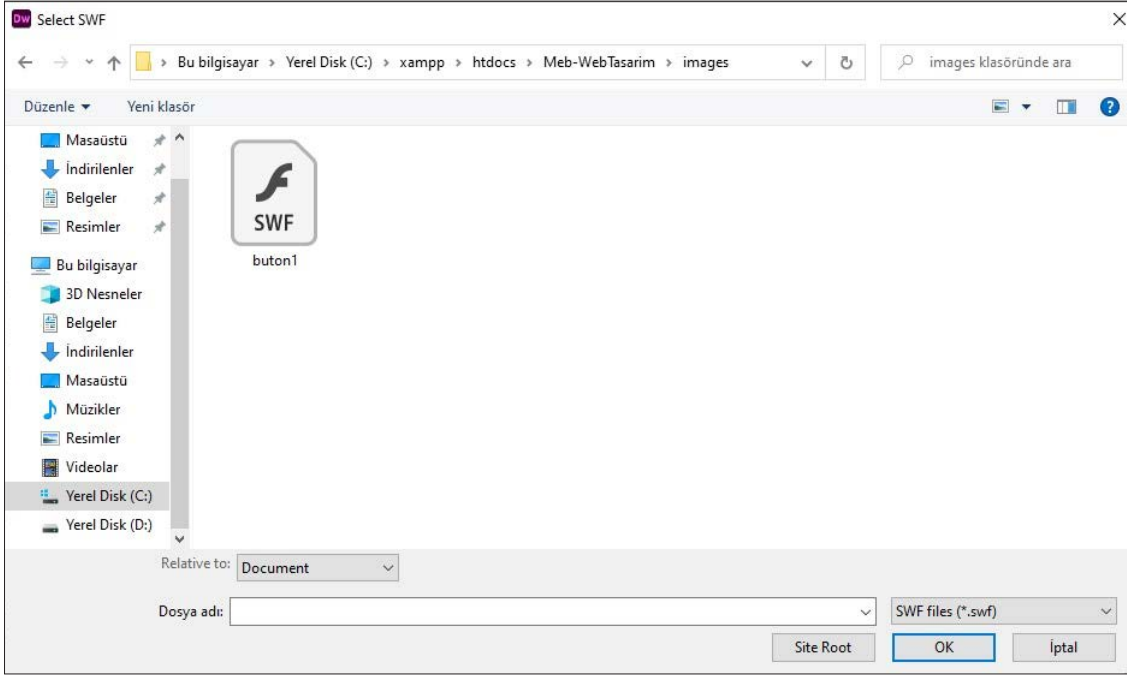 Dw Select SWF
Bu bilgisayar > Yerel Disk (C:) > xampp > htdocs > Meb-WebTasarim > images
images klasöründe ara
Düzenle
Yeni klasör
?
Masaüstü
İndirilenler
Belgeler
Resimler
Bu bilgisayar
3D Nesneler
Belgeler
İndirilenler
Masaüstü
Müzikler
Resimler
Videolar
Yerel Disk (C:)
Yerel Disk (D:)
SWF
buton1
Relative to: Document
Dosya adı:
SWF files (*.swf)
Site Root
OK
İptal